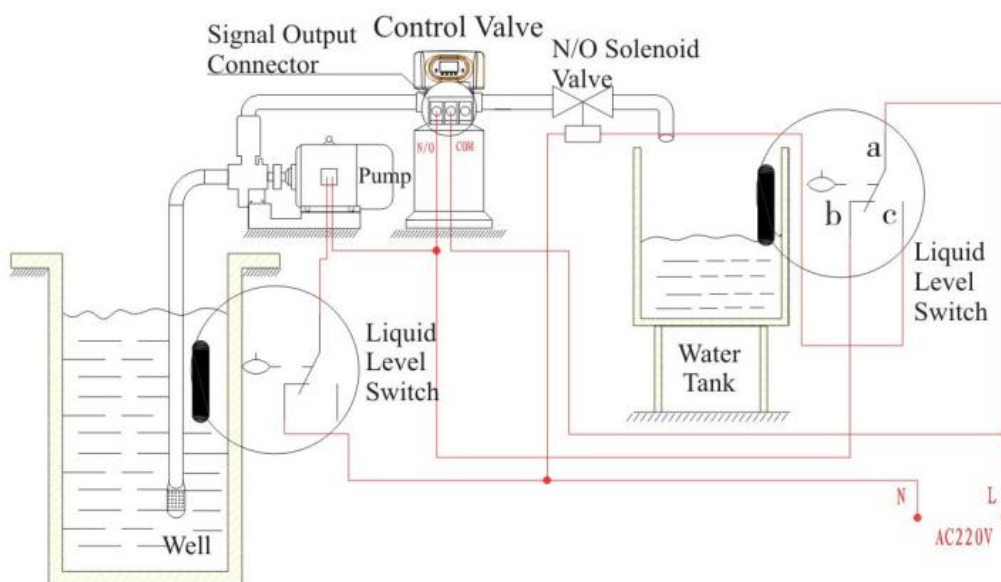 Signal Output
Connector
Control Valve
N/O Solenoid
Valve
N/O
COM
Pump
a
b
c
Liquid
Level
Switch
Liquid
Level
Switch
Water
Tank
Well
N
L
AC220V